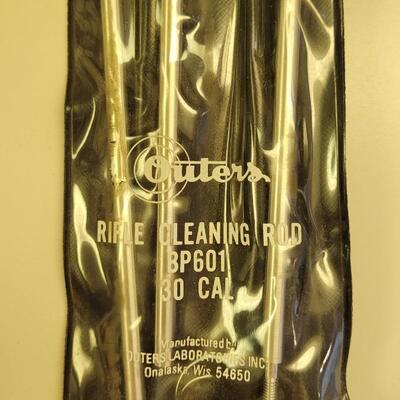 Outers
RIFLE CLEANING ROD
BP601
30 CAL
Manufactured by
OUTERS LABORATORIES INC.
Onalaska, Wis. 54650